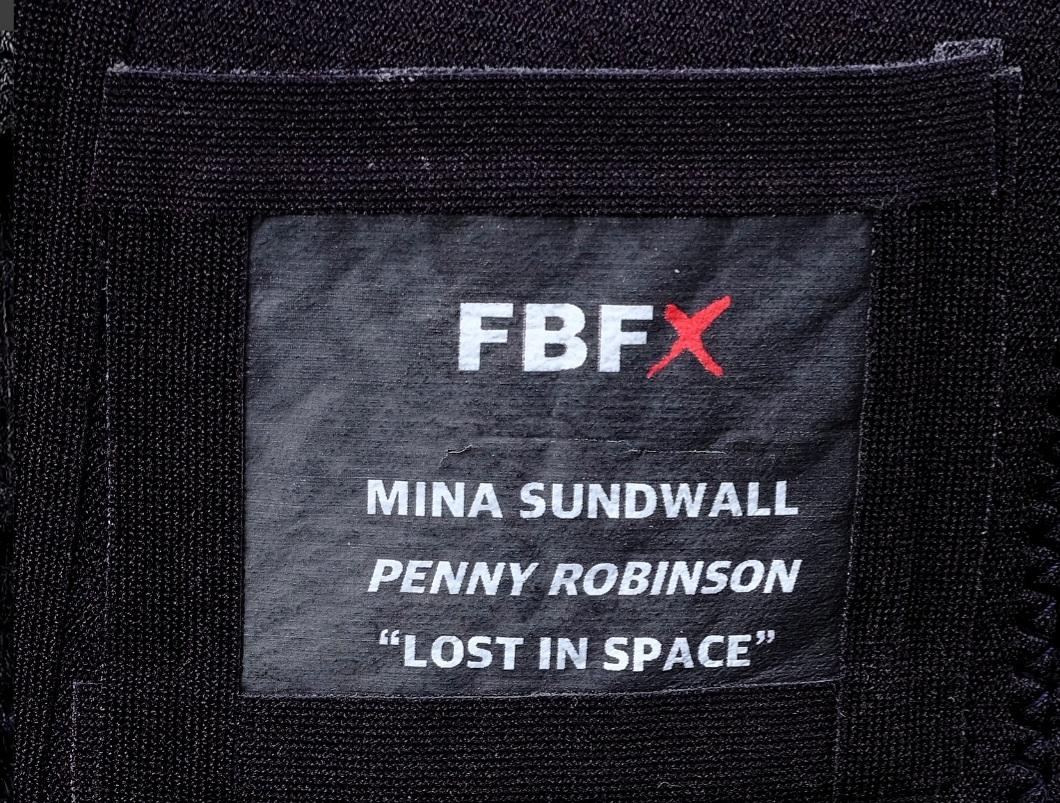 FBFX
MINA SUNDWALL
PENNY ROBINSON
“LOST IN SPACE”